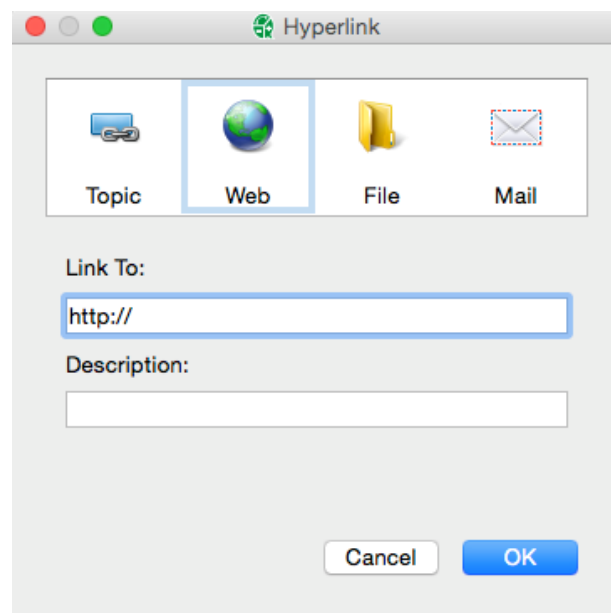 Hyperlink
Topic Web File Mail
Link To:
http://
Description:
Cancel OK